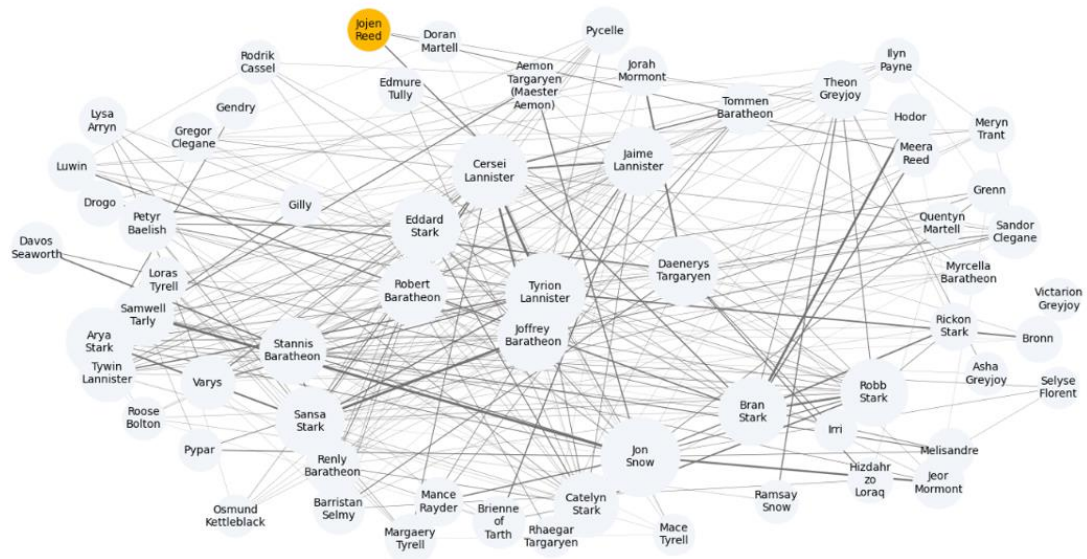 Jojen
Reed
Doran
Martell
Pycelle
Rodrik
Cassel
Edmure
Tully
Aemon
Targaryen
(Maester
Aemon)
Jorah
Mormont
Tommen
Baratheon
Theon
Greyjoy
Ilyn
Payne
Lysa
Arryn
Gendry
Gregor
Clegane
Hodor
Meryn
Trant
Luwin
Cersei
Lannister
Jaime
Lannister
Meera
Reed
Drogo
Petyr
Baelish
Gilly
Eddard
Stark
Grenn
Quentyn
Martell
Sandor
Clegane
Davos
Seaworth
Loras
Tyrell
Robert
Baratheon
Tyrion
Lannister
Daenerys
Targaryen
Myrcella
Baratheon
Victarion
Greyjoy
Samwell
Tarly
Arya
Stark
Stannis
Baratheon
Joffrey
Baratheon
Rickon
Stark
Bronn
Tywin
Lannister
Varys
Asha
Greyjoy
Selyse
Florent
Roose
Bolton
Sansa
Stark
Bran
Stark
Robb
Stark
Irri
Pypar
Renly
Baratheon
Jon
Snow
Melisandre
Hizdahr
zo
Loraq
Jeor
Mormont
Osmund
Kettleblack
Barristan
Selmy
Mance
Rayder
Brienne
of
Tarth
Catelyn
Stark
Ramsay
Snow
Margaery
Tyrell
Rhaegar
Targaryen
Mace
Tyrell